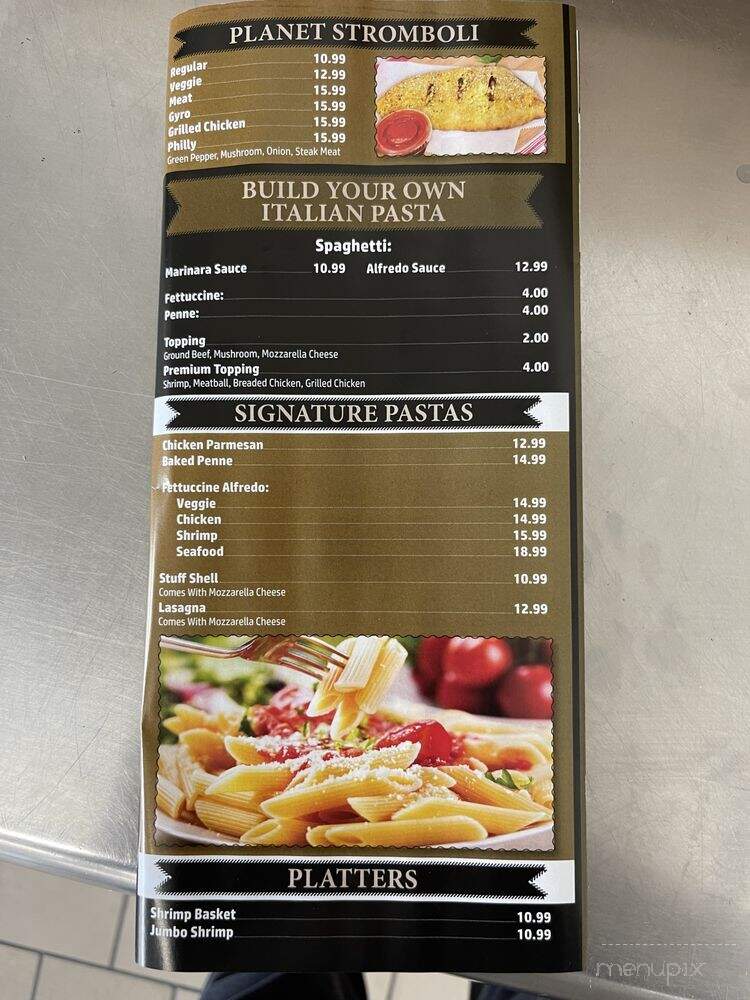 PLANET STROMBOLI
Regular 10.99
Veggie 12.99
Meat 15.99
Gyro 15.99
Grilled Chicken 15.99
Philly 15.99
Green Pepper, Mushroom, Onion, Steak Meat
BUILD YOUR OWN
ITALIAN PASTA
Spaghetti:
Marinara Sauce 10.99 Alfredo Sauce 12.99
Fettuccine: 4.00
Penne: 4.00
Topping 2.00
Ground Beef, Mushroom, Mozzarella Cheese
Premium Topping 4.00
Shrimp, Meatball, Breaded Chicken, Grilled Chicken
SIGNATURE PASTAS
Chicken Parmesan 12.99
Baked Penne 14.99
Fettuccine Alfredo:
Veggie 14.99
Chicken 14.99
Shrimp 15.99
Seafood 18.99
Stuff Shell 10.99
Comes With Mozzarella Cheese
Lasagna 12.99
Comes With Mozzarella Cheese
PLATTERS
Shrimp Basket 10.99
Jumbo Shrimp 10.99
menupix